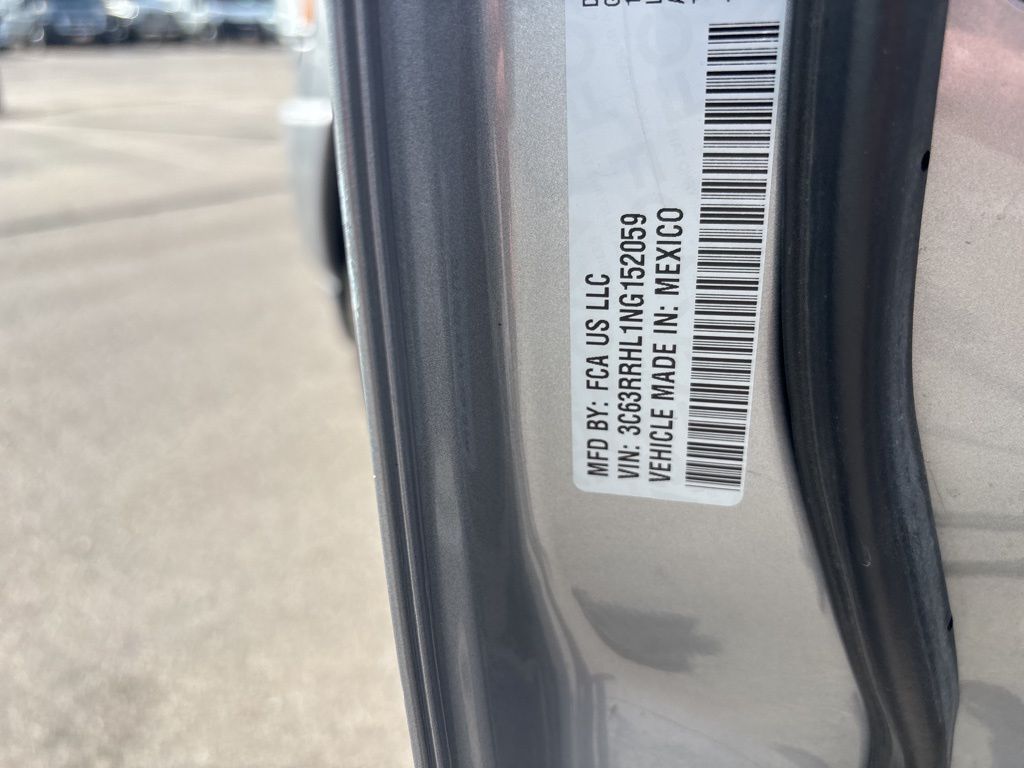 MFD BY: FCA US LLC
VIN: 3C63RRHL1NG152059
VEHICLE MADE IN: MEXICO